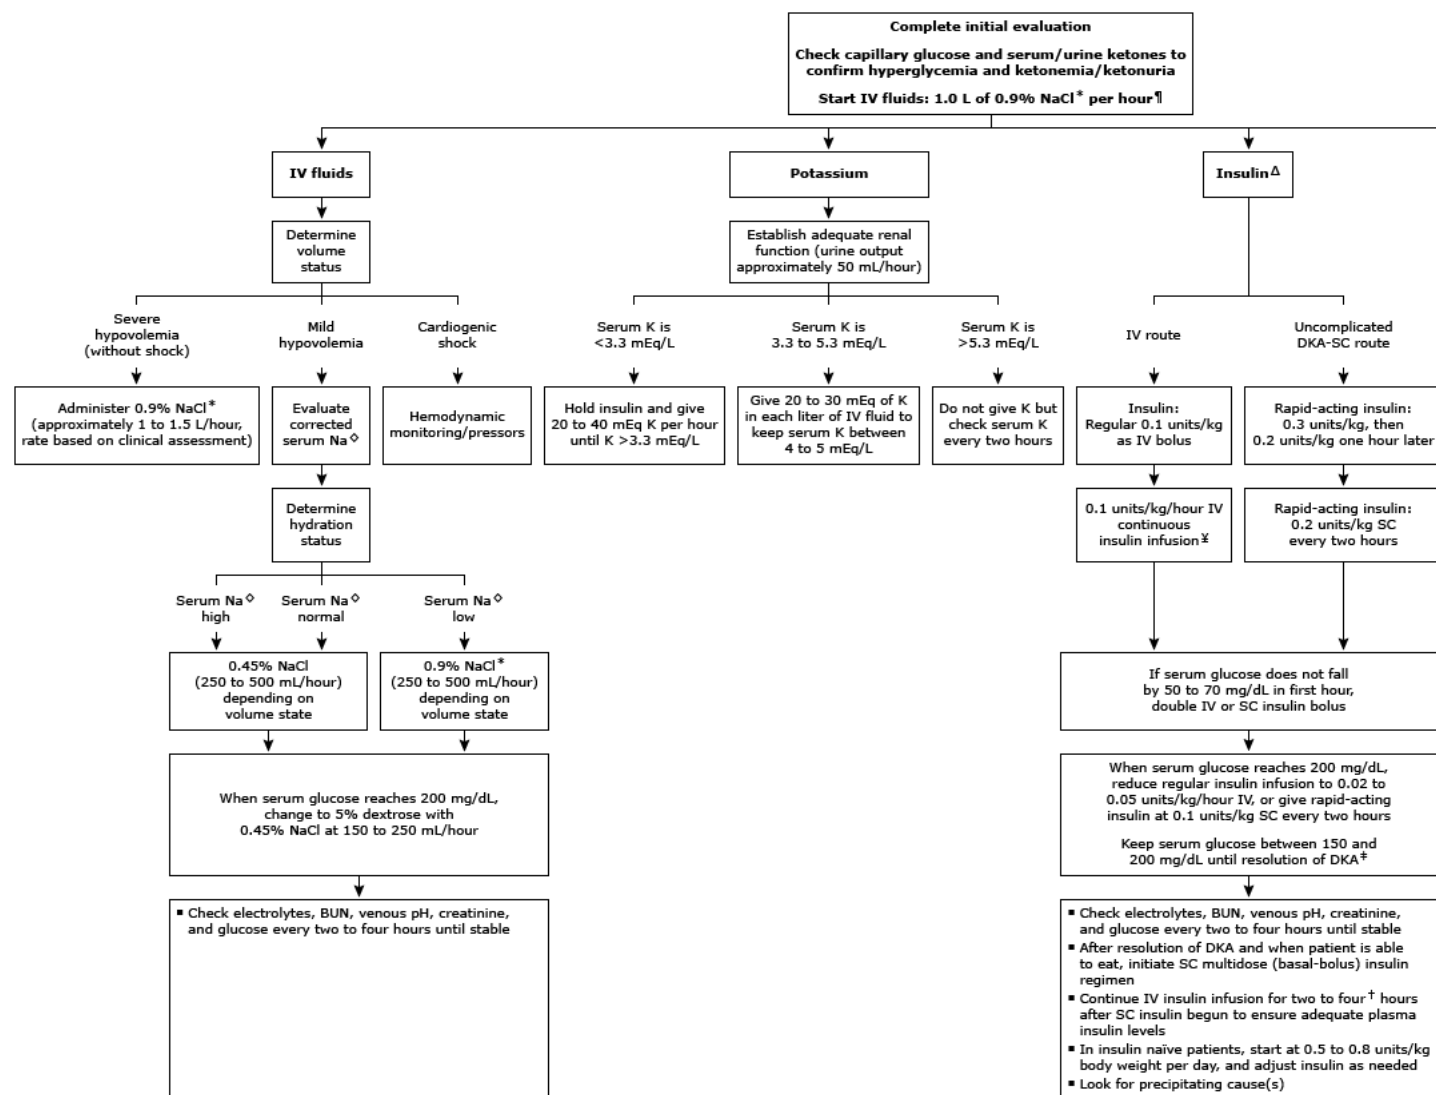 Complete initial evaluation
Check capillary glucose and serum/urine ketones to
confirm hyperglycemia and ketonemia/ketonuria
Start IV fluids: 1.0 L of 0.9% NaCl* per hour¶
IV fluids
Determine
volume
status
Severe
hypovolemia
(without shock)
Mild
hypovolemia
Cardiogenic
shock
Administer 0.9% NaCl*
(approximately 1 to 1.5 L/hour,
rate based on clinical assessment)
Evaluate
corrected
serum Na◇
Hemodynamic
monitoring/pressors
Determine
hydration
status
Serum Na◇
high
Serum Na◇
normal
Serum Na◇
low
0.45% NaCl
(250 to 500 mL/hour)
depending on
volume state
0.9% NaCl*
(250 to 500 mL/hour)
depending on
volume state
When serum glucose reaches 200 mg/dL,
change to 5% dextrose with
0.45% NaCl at 150 to 250 mL/hour
▪ Check electrolytes, BUN, venous pH, creatinine,
and glucose every two to four hours until stable
Potassium
Establish adequate renal
function (urine output
approximately 50 mL/hour)
Serum K is
<3.3 mEq/L
Serum K is
3.3 to 5.3 mEq/L
Serum K is
>5.3 mEq/L
Hold insulin and give
20 to 40 mEq K per hour
until K >3.3 mEq/L
Give 20 to 30 mEq of K
in each liter of IV fluid to
keep serum K between
4 to 5 mEq/L
Do not give K but
check serum K
every two hours
InsulinΔ
IV route
Uncomplicated
DKA-SC route
Insulin:
Regular 0.1 units/kg
as IV bolus
Rapid-acting insulin:
0.3 units/kg, then
0.2 units/kg one hour later
0.1 units/kg/hour IV
continuous
insulin infusion¥
Rapid-acting insulin:
0.2 units/kg SC
every two hours
If serum glucose does not fall
by 50 to 70 mg/dL in first hour,
double IV or SC insulin bolus
When serum glucose reaches 200 mg/dL,
reduce regular insulin infusion to 0.02 to
0.05 units/kg/hour IV, or give rapid-acting
insulin at 0.1 units/kg SC every two hours
Keep serum glucose between 150 and
200 mg/dL until resolution of DKA‡
▪ Check electrolytes, BUN, venous pH, creatinine,
and glucose every two to four hours until stable
▪ After resolution of DKA and when patient is able
to eat, initiate SC multidose (basal-bolus) insulin
regimen
▪ Continue IV insulin infusion for two to four† hours
after SC insulin begun to ensure adequate plasma
insulin levels
▪ In insulin naïve patients, start at 0.5 to 0.8 units/kg
body weight per day, and adjust insulin as needed
▪ Look for precipitating cause(s)